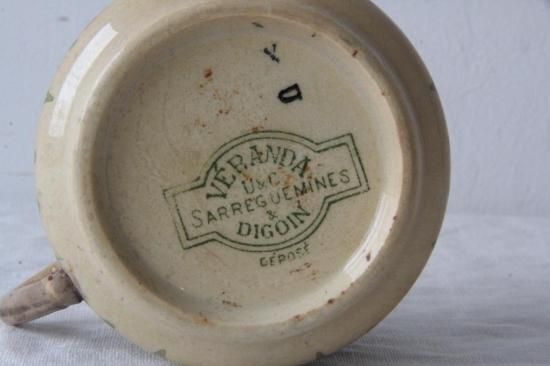 Y
D
VERANDA
U&C
SARREGUEMINES
&
DIGOIN
DÉPOSÉ